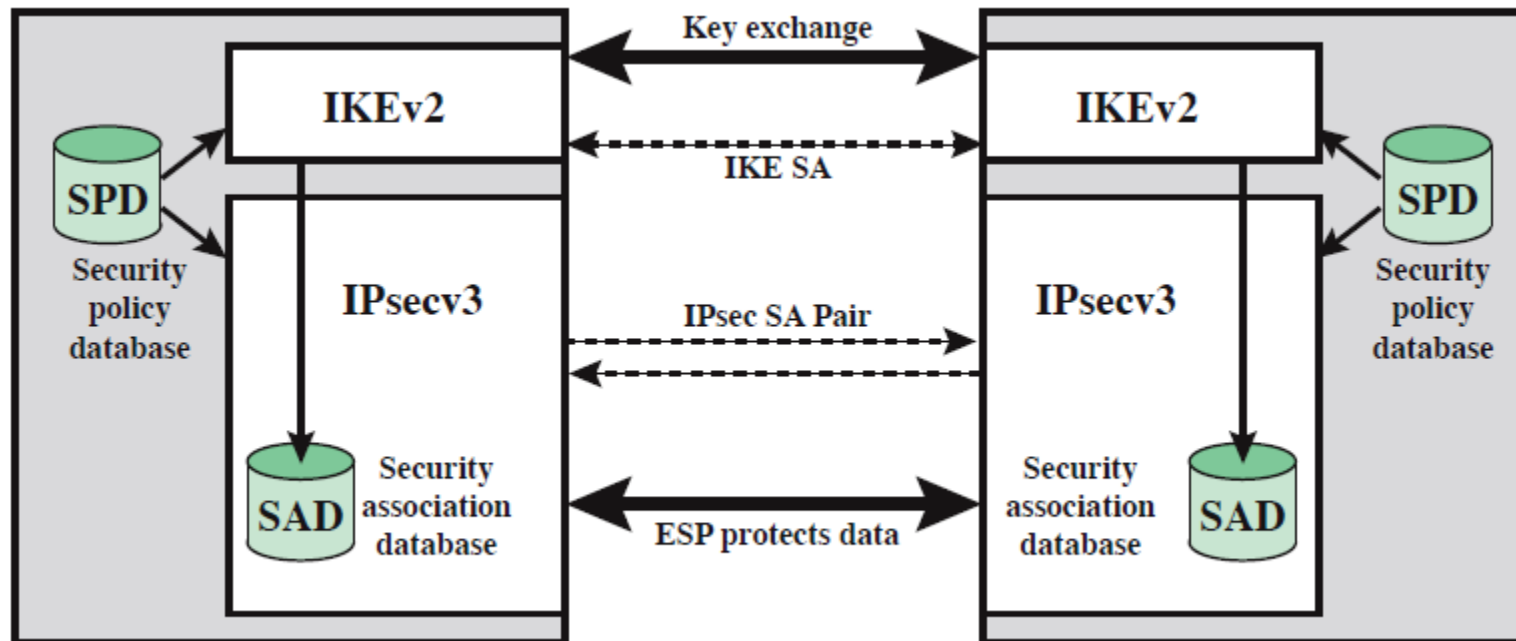 Key exchange
IKEv2
IKEv2
SPD
IKE SA
SPD
Security
policy
database
Security
policy
database
IPsecv3
IPsec SA Pair
IPsecv3
SAD
Security
association
database
ESP protects data
Security
association
database
SAD